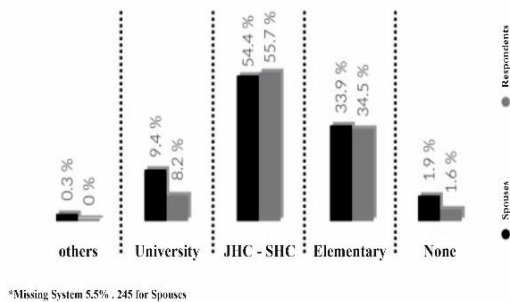 0.3 %
0 %
9.4 %
8.2 %
54.4 %
55.7 %
33.9 %
34.5 %
1.9 %
1.6 %
others
University
JHC - SHC
Elementary
None
Respondents
Spouses
*Missing System 5.5% . 245 for Spouses